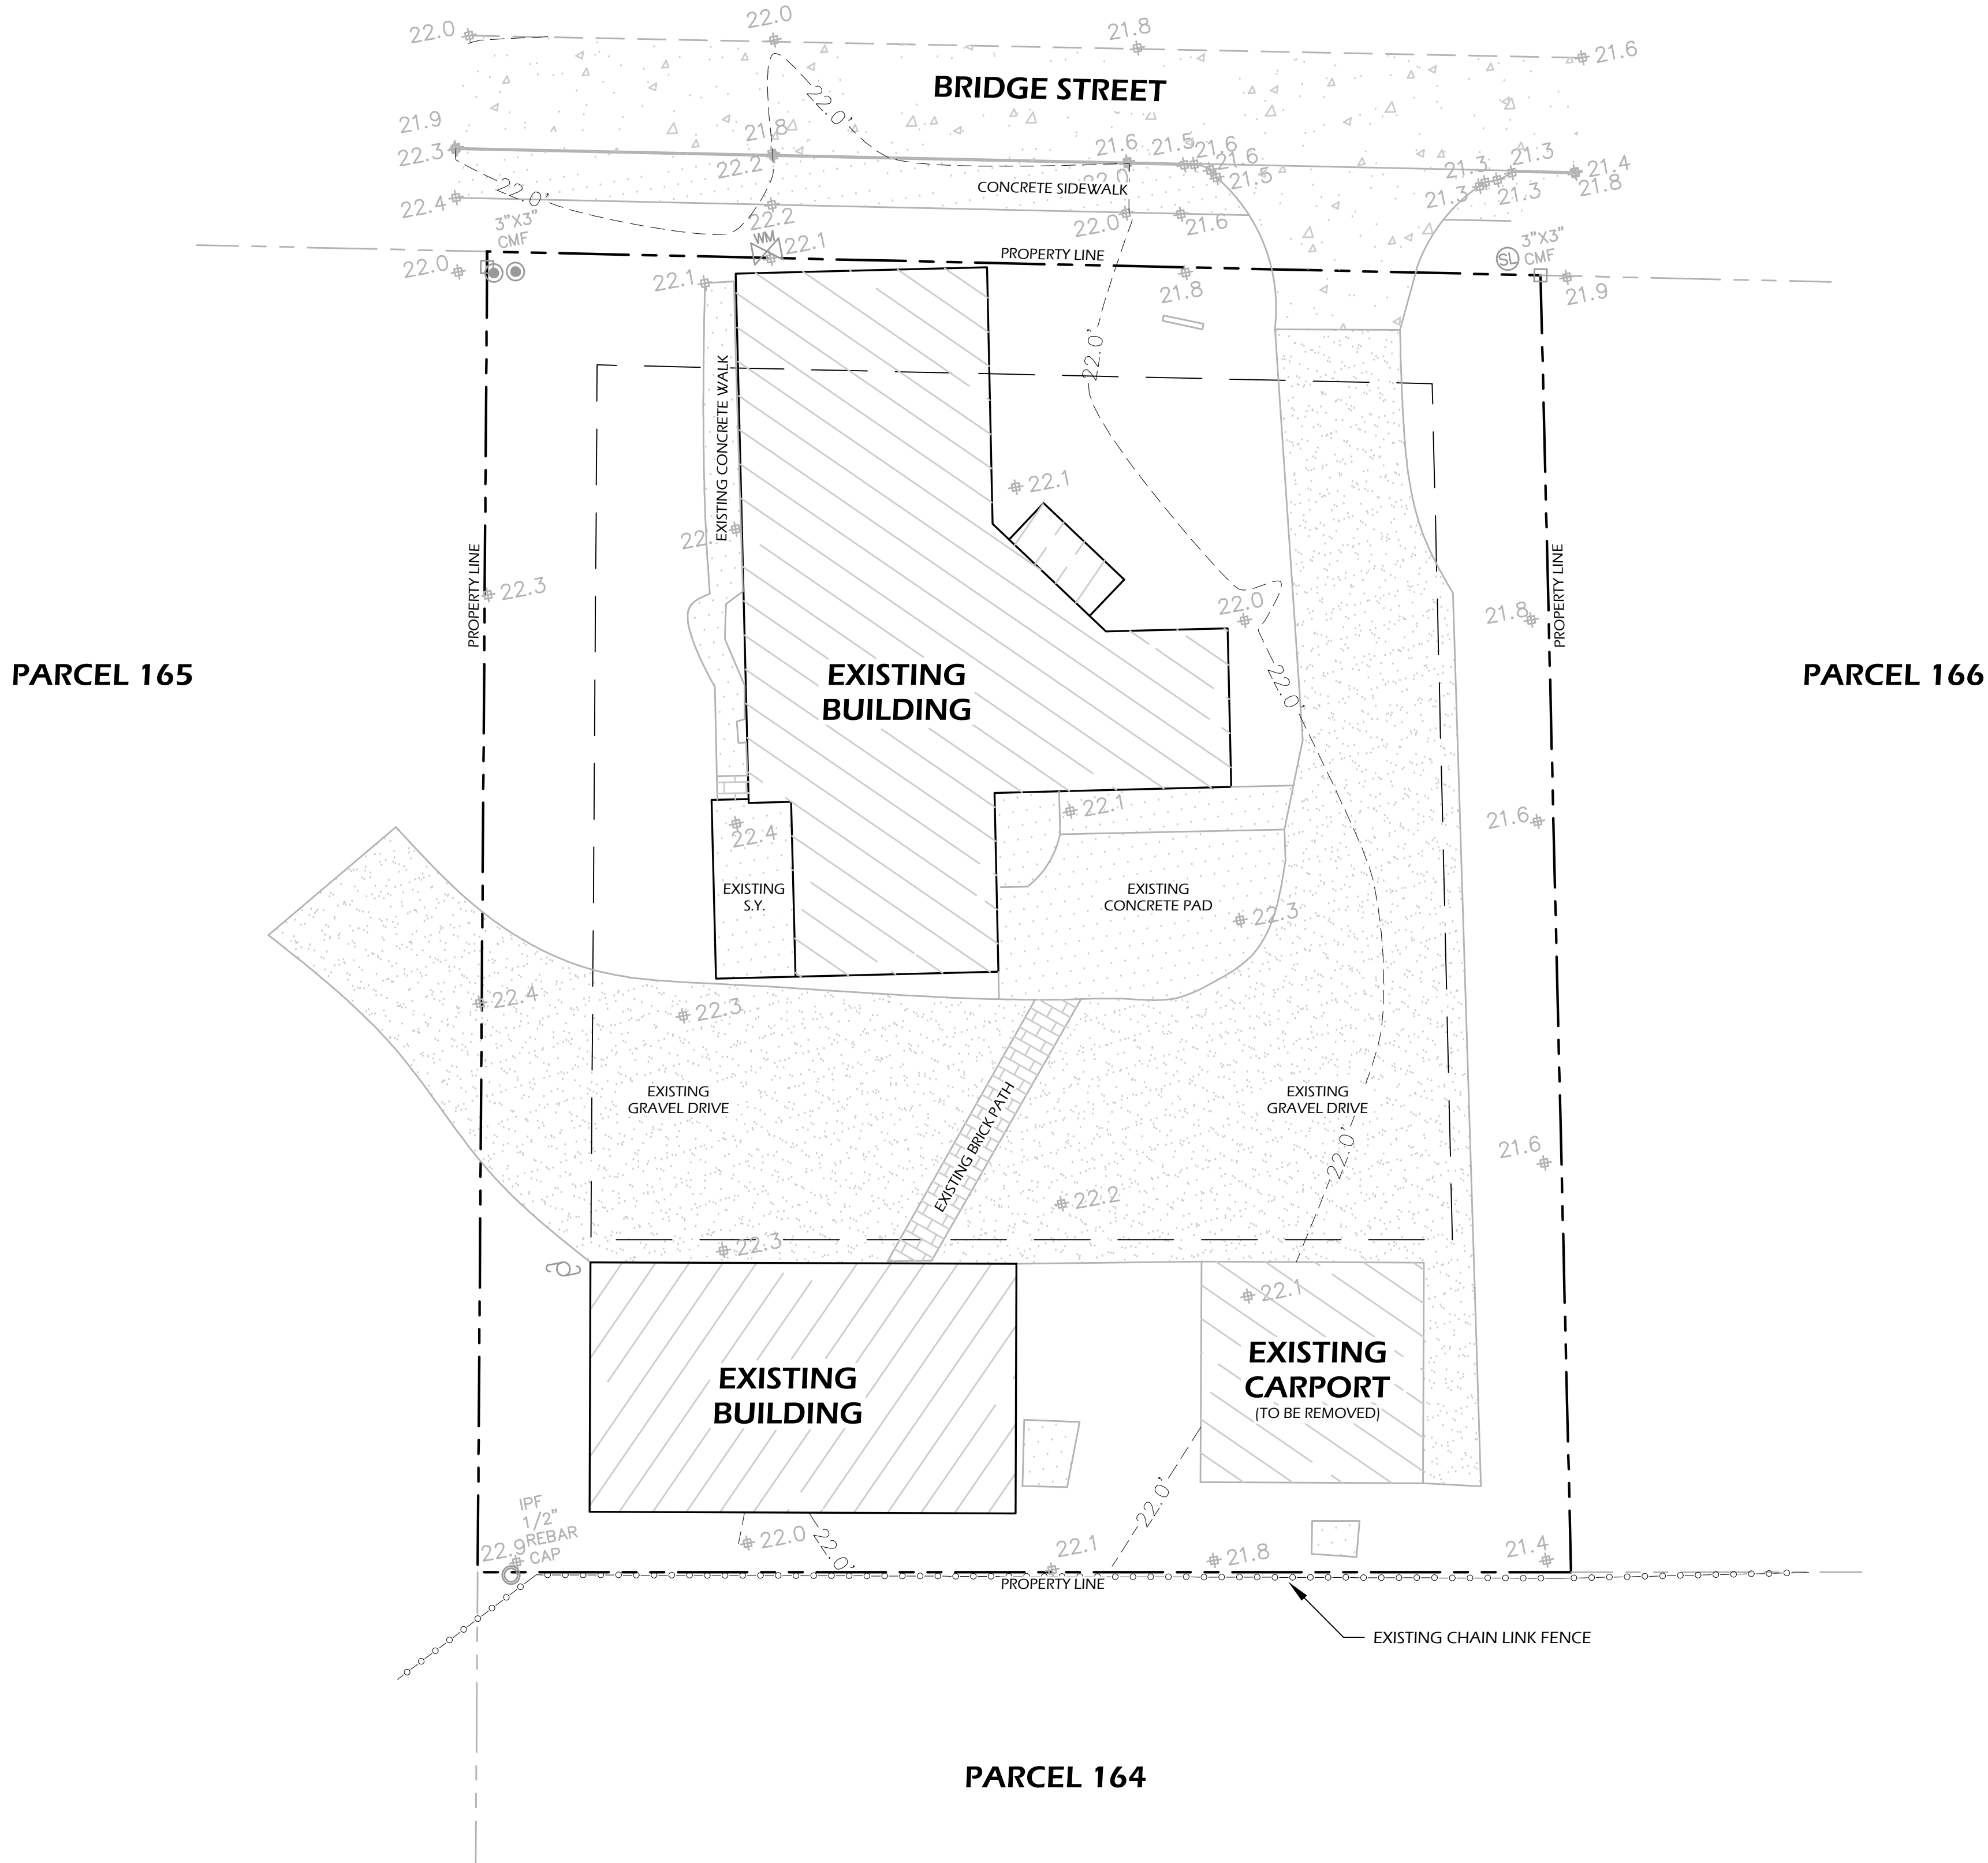 22.0
22.0
21.8
21.6
BRIDGE STREET
22.0'
21.9
22.3
21.8
22.2
21.6
21.5
21.6
21.6
21.5
21.3
21.3
21.4
21.3
21.3
21.8
22.0
CONCRETE SIDEWALK
22.0'
22.4
22.2
22.0
21.6
3"X3"
CMF
WM
22.1
PROPERTY LINE
SL
3"X3"
CMF
22.0
22.1
21.8
21.9
22.0'
EXISTING CONCRETE WALK
22.1
22.
PROPERTY LINE
22.3
22.0
21.8
PROPERTY LINE
PARCEL 165
EXISTING
BUILDING
22.0'
PARCEL 166
22.1
21.6
22.4
EXISTING
S.Y.
EXISTING
CONCRETE PAD
22.3
22.4
22.3
EXISTING
GRAVEL DRIVE
EXISTING BRICK PATH
EXISTING
GRAVEL DRIVE
22.0'
21.6
22.2
22.3
22.1
EXISTING
BUILDING
EXISTING
CARPORT
(TO BE REMOVED)
22.0'
IPF
1/2"
REBAR
CAP
22.9
22.0
22.0'
22.1
21.8
21.4
PROPERTY LINE
EXISTING CHAIN LINK FENCE
PARCEL 164